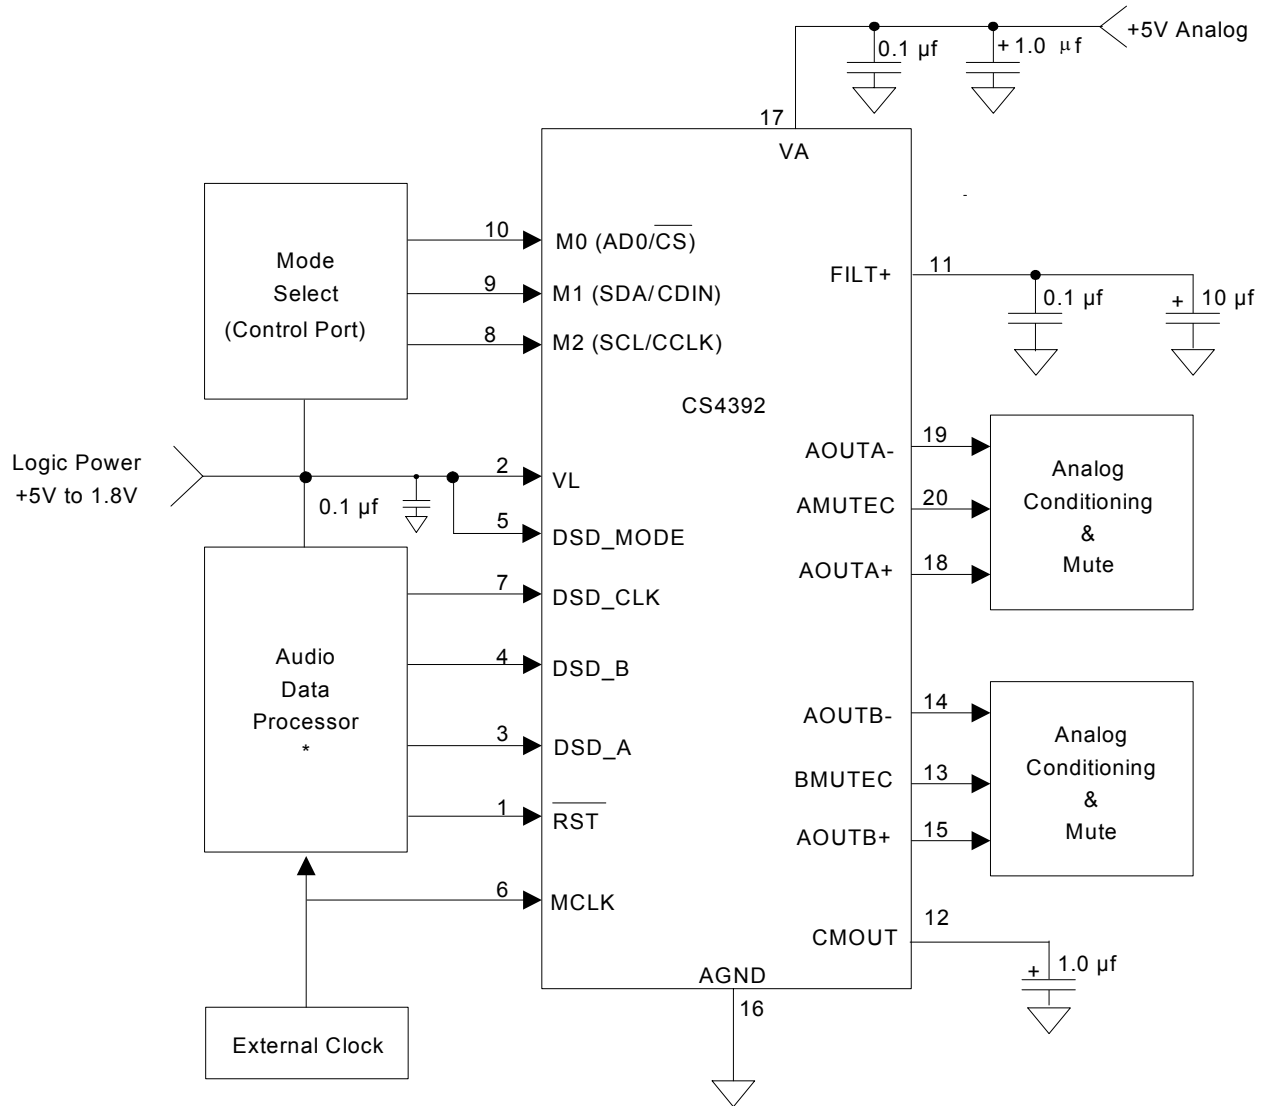 +5V Analog
0.1 µf
+ 1.0 µf
17
VA
Mode
Select
(Control Port)
10
M0 (AD0/CS)
9
M1 (SDA/CDIN)
8
M2 (SCL/CCLK)
FILT+
11
0.1 µf
+ 10 µf
CS4392
Logic Power
+5V to 1.8V
0.1 µf
2
VL
5
DSD_MODE
7
DSD_CLK
4
DSD_B
3
DSD_A
1
RST
6
MCLK
Audio
Data
Processor
*
External Clock
AOUTA-
19
AMUTEC
20
AOUTA+
18
Analog
Conditioning
&
Mute
AOUTB-
14
BMUTEC
13
AOUTB+
15
Analog
Conditioning
&
Mute
CMOUT
12
+ 1.0 µf
AGND
16